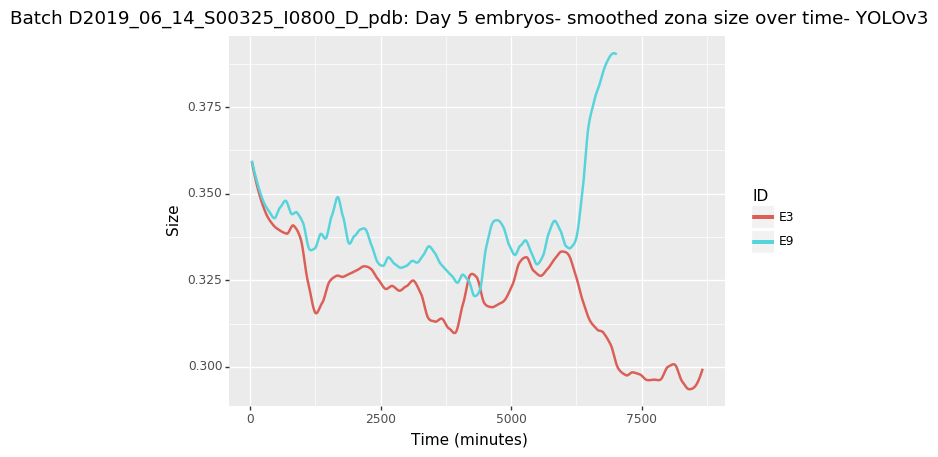 Batch D2019_06_14_S00325_I0800_D_pdb: Day 5 embryos- smoothed zona size over time- YOLOv3
0.375
0.350
0.325
0.300
Size
0
2500
5000
7500
Time (minutes)
ID
E3
E9